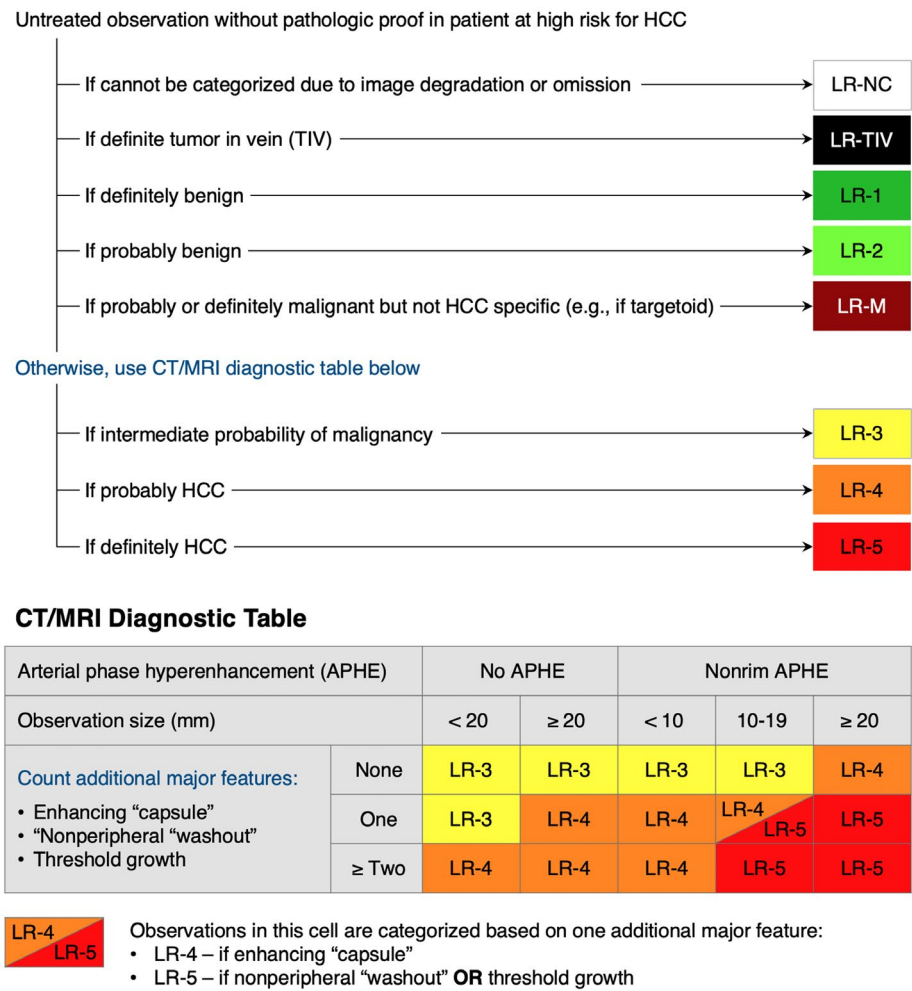 Untreated observation without pathologic proof in patient at high risk for HCC
If cannot be categorized due to image degradation or omission LR-NC
If definite tumor in vein (TIV) LR-TIV
If definitely benign LR-1
If probably benign LR-2
If probably or definitely malignant but not HCC specific (e.g., if targetoid) LR-M
Otherwise, use CT/MRI diagnostic table below
If intermediate probability of malignancy LR-3
If probably HCC LR-4
If definitely HCC LR-5
CT/MRI Diagnostic Table
Arterial phase hyperenhancement (APHE) No APHE Nonrim APHE
Observation size (mm) < 20 ≥ 20 < 10 10-19 ≥ 20
Count additional major features:
• Enhancing “capsule”
• “Nonperipheral “washout”
• Threshold growth
None LR-3 LR-3 LR-3 LR-3 LR-4
One LR-3 LR-4 LR-4 LR-4 LR-5 LR-5
≥ Two LR-4 LR-4 LR-4 LR-5 LR-5
LR-4
LR-5
Observations in this cell are categorized based on one additional major feature:
• LR-4 – if enhancing “capsule”
• LR-5 – if nonperipheral “washout” OR threshold growth